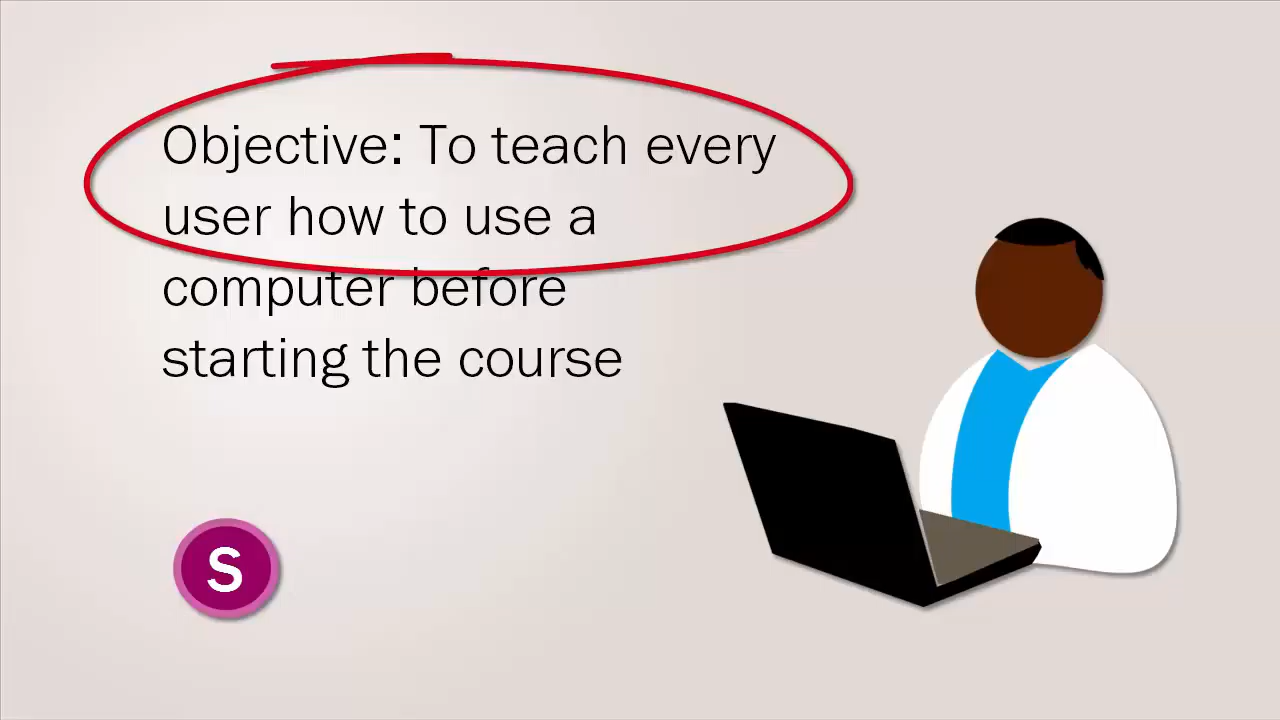 Objective: To teach every
user how to use a
computer before
starting the course
S